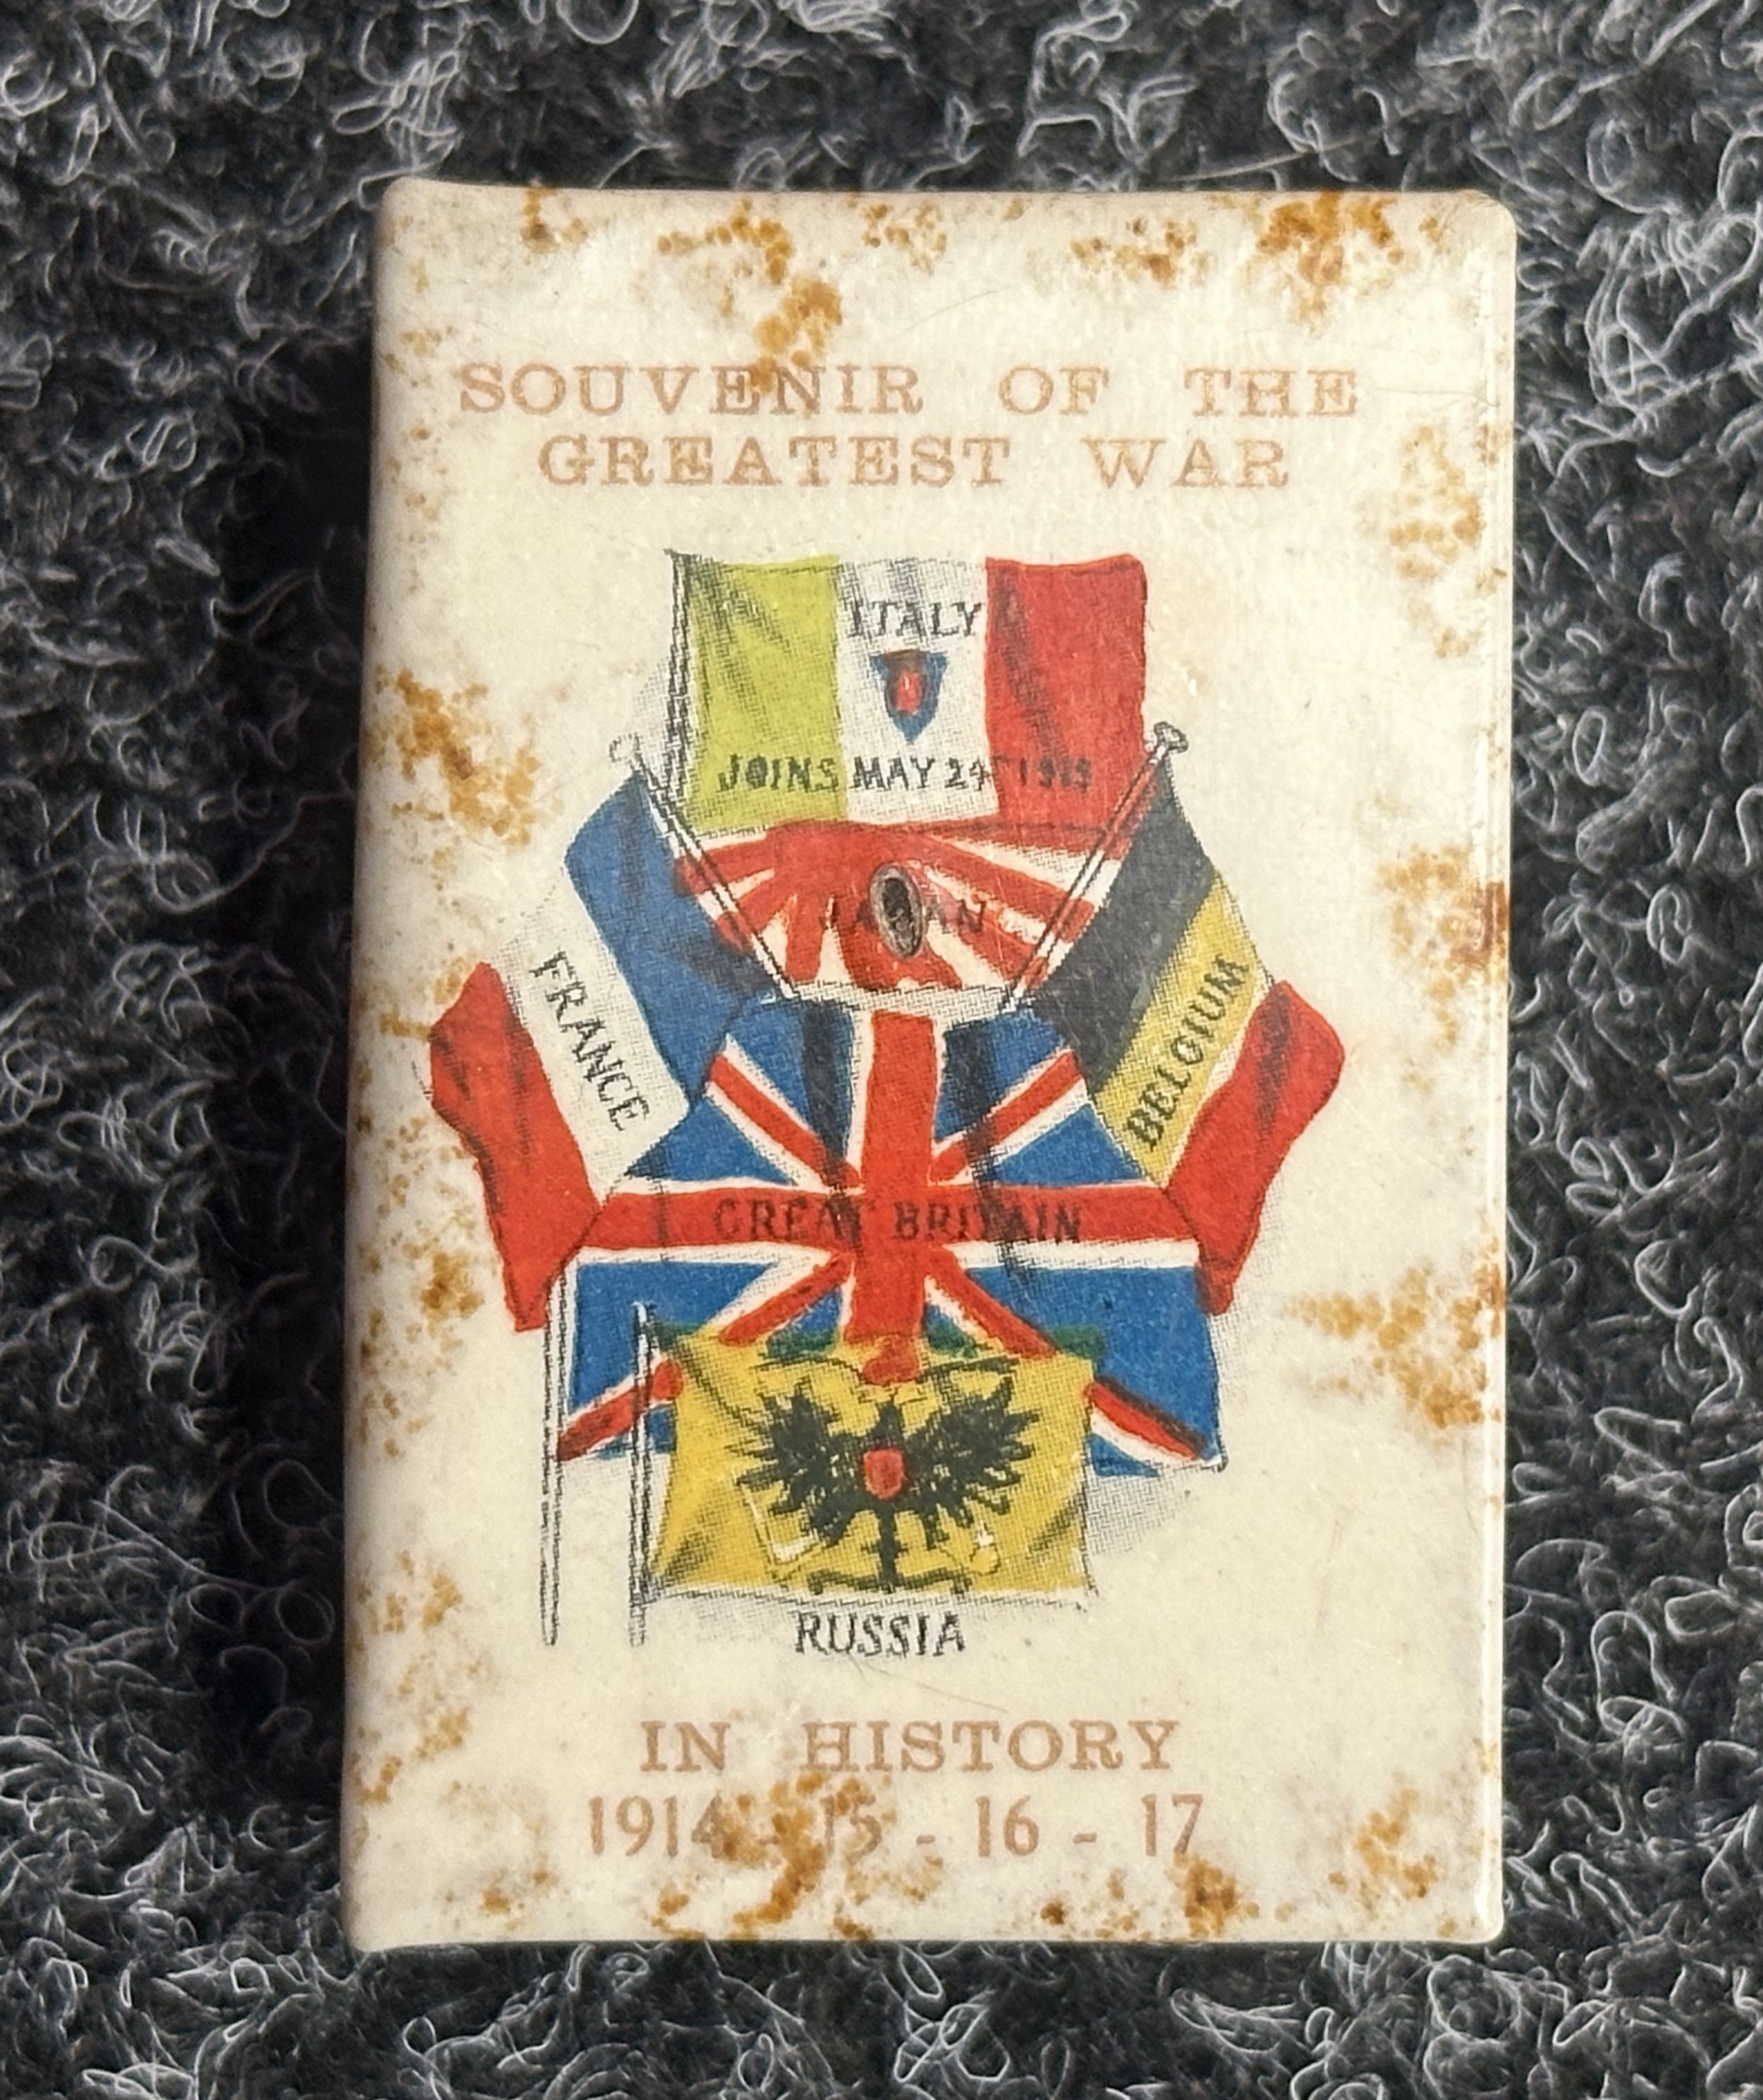 SOUVENIR OF THE
GREATEST WAR
ITALY
JOINS MAY 24TH 1915
JAPAN
FRANCE
BELGIUM
GREAT BRITAIN
RUSSIA
IN HISTORY
1914 - 15 - 16 - 17